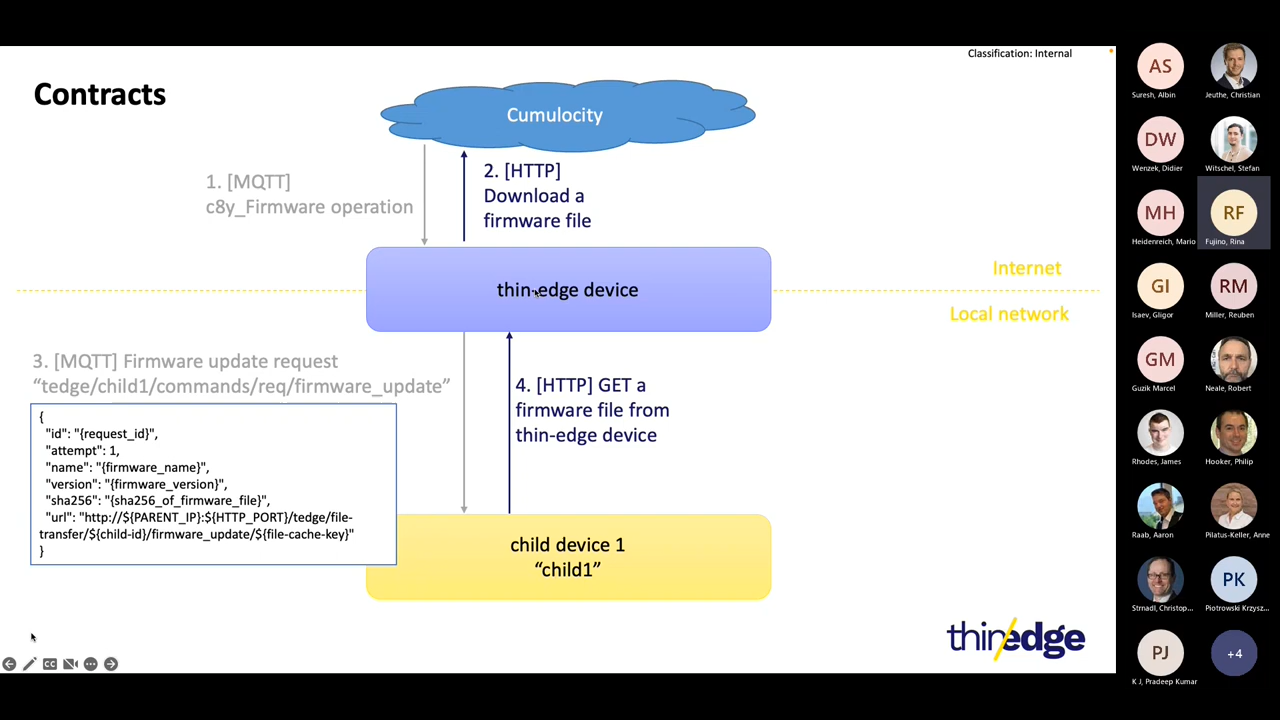 Classification: Internal
Contracts
Cumulocity
1. [MQTT]
c8y_Firmware operation
2. [HTTP]
Download a
firmware file
thin-edge device
Internet
Local network
3. [MQTT] Firmware update request
“tedge/child1/commands/req/firmware_update”
{
"id": "{request_id}",
"attempt": 1,
"name": "{firmware_name}",
"version": "{firmware_version}",
"sha256": "{sha256_of_firmware_file}",
"url": "http://${PARENT_IP}:${HTTP_PORT}/tedge/file-
transfer/${child-id}/firmware_update/${file-cache-key}"
}
4. [HTTP] GET a
firmware file from
thin-edge device
child device 1
“child1”
thin/edge
CC
AS
Suresh, Albin
Jeuthe, Christian
DW
Wenzek, Didier
Witschel, Stefan
MH
Heidenreich, Mario
RF
Fujino, Rina
GI
Isaev, Gligor
RM
Miller, Reuben
GM
Guzik Marcel
Neale, Robert
Rhodes, James
Hooker, Philip
Raab, Aaron
Pilatus-Keller, Anne
Strnadl, Christop...
PK
Piotrowski Krzysz...
PJ
K J, Pradeep Kumar
+4